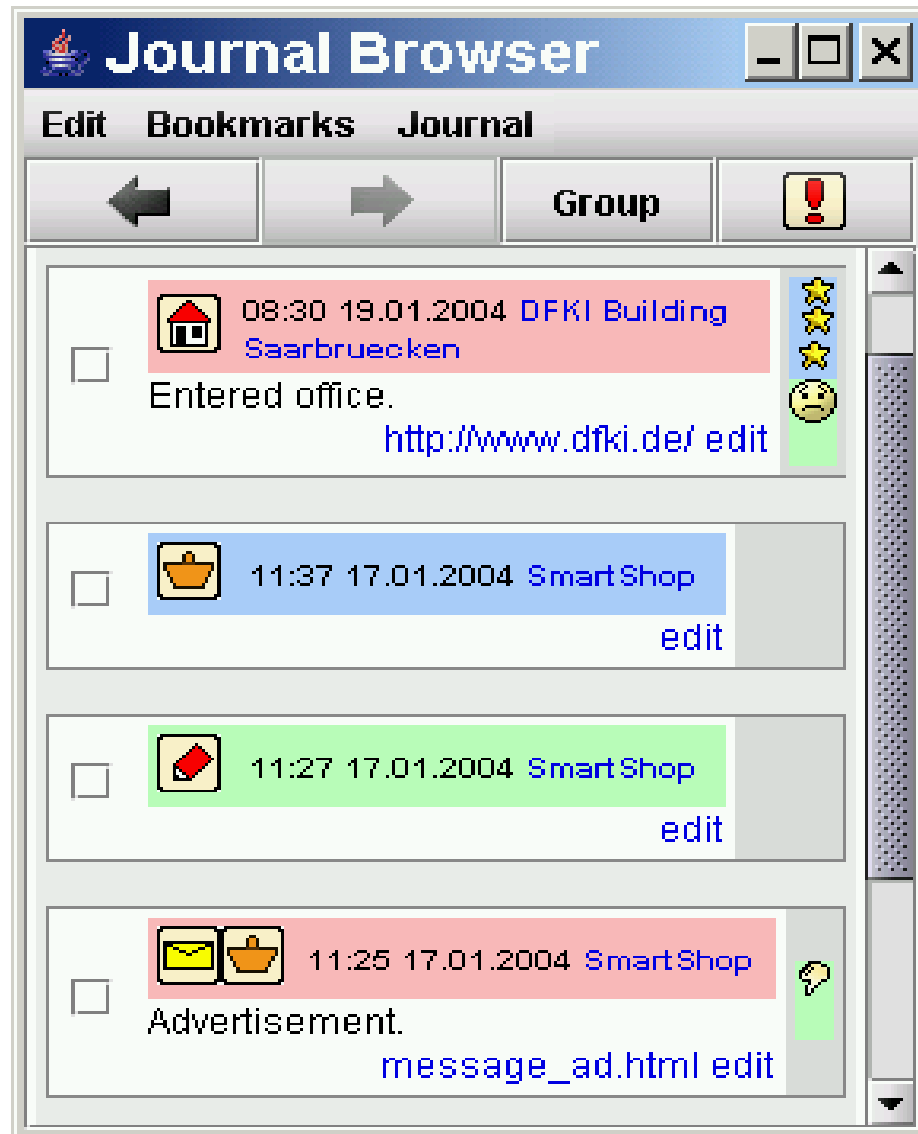 Journal Browser
Edit Bookmarks Journal
Group
08:30 19.01.2004 DFKI Building
Saarbruecken
Entered office.
http://www.dfki.de/ edit
11:37 17.01.2004 SmartShop
edit
11:27 17.01.2004 SmartShop
edit
11:25 17.01.2004 SmartShop
Advertisement.
message_ad.html edit